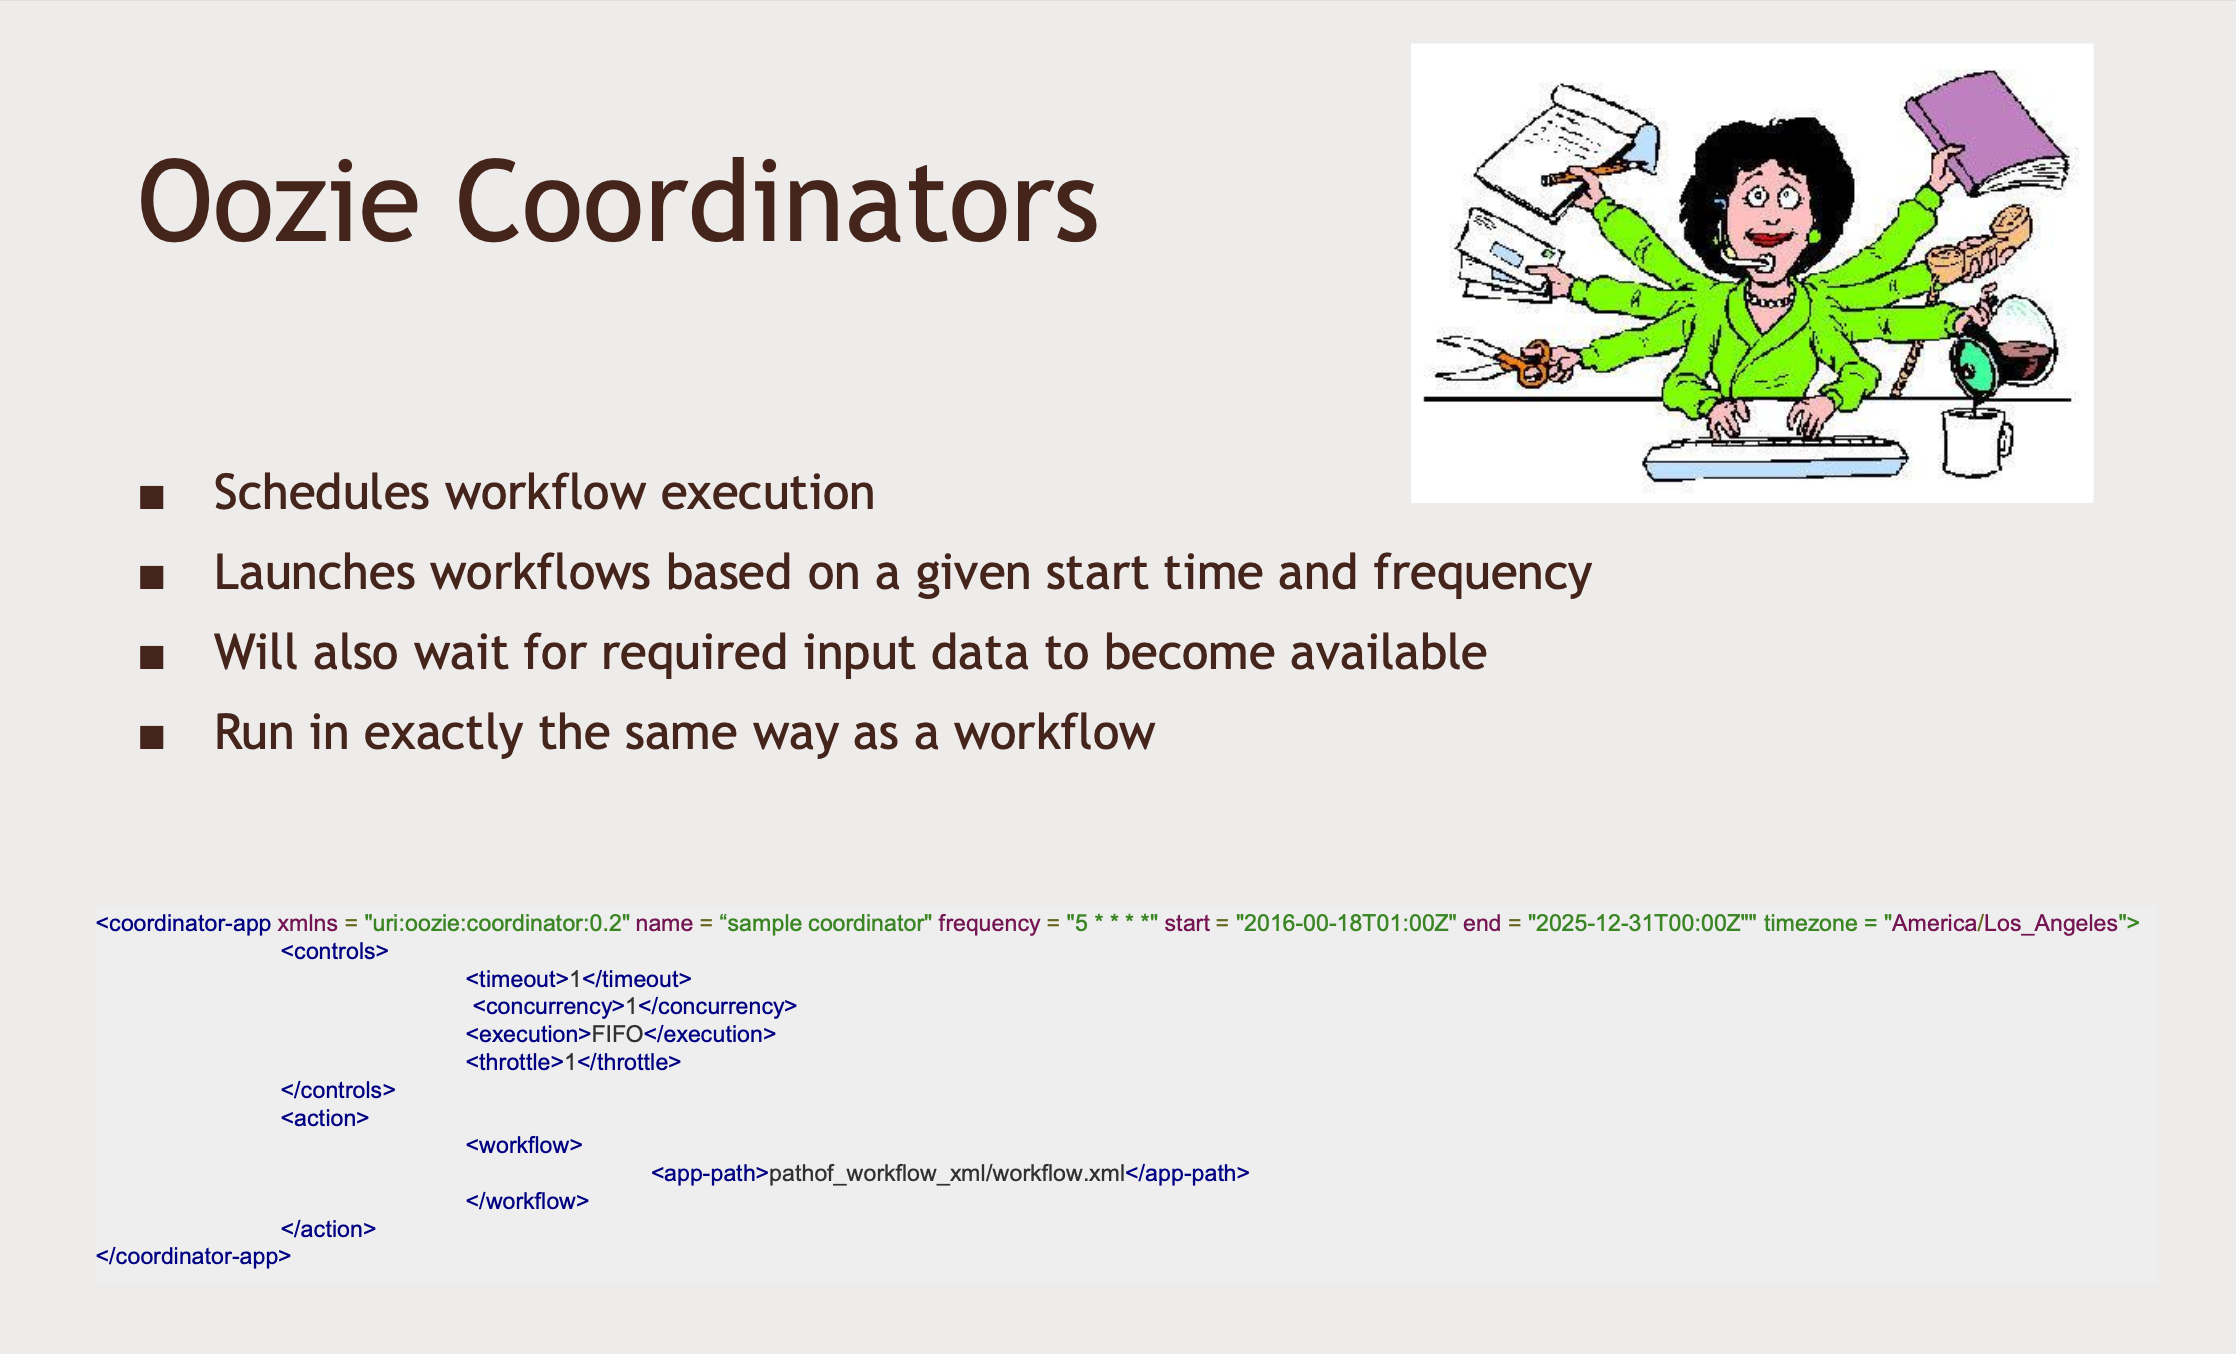 Oozie Coordinators
■ Schedules workflow execution
■ Launches workflows based on a given start time and frequency
■ Will also wait for required input data to become available
■ Run in exactly the same way as a workflow
<coordinator-app xmlns = "uri:oozie:coordinator:0.2" name = “sample coordinator" frequency = "5 * * * *" start = "2016-00-18T01:00Z" end = "2025-12-31T00:00Z"" timezone = "America/Los_Angeles">
<controls>
<timeout>1</timeout>
<concurrency>1</concurrency>
<execution>FIFO</execution>
<throttle>1</throttle>
</controls>
<action>
<workflow>
<app-path>pathof_workflow_xml/workflow.xml</app-path>
</workflow>
</action>
</coordinator-app>